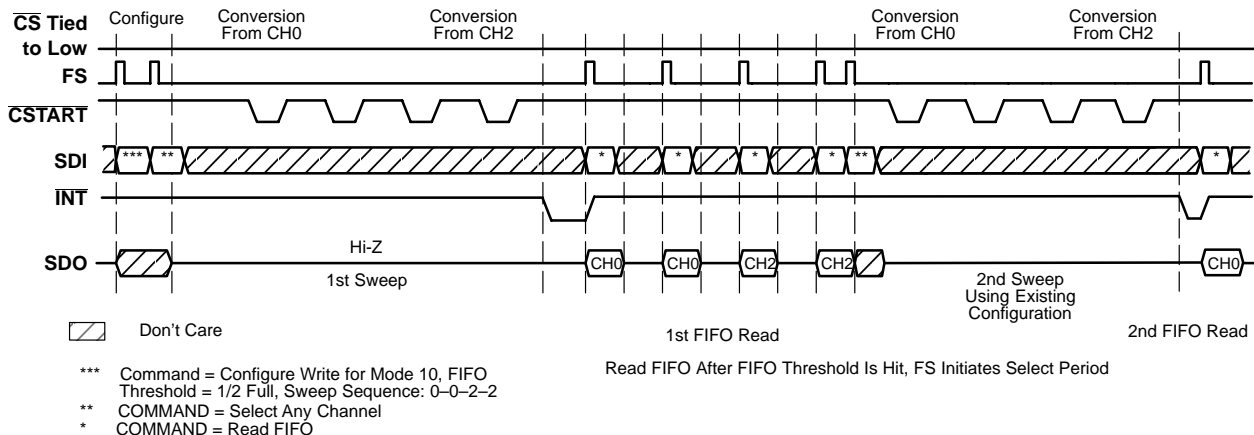 CS Tied
to Low
Configure
Conversion
From CH0
Conversion
From CH2
Conversion
From CH0
Conversion
From CH2
FS
CSTART
SDI
*** ** * * * * ** *
INT
SDO
Hi-Z
1st Sweep
CH0 CH0 CH2 CH2 CH0
2nd Sweep
Using Existing
Configuration
Don't Care
1st FIFO Read
2nd FIFO Read
Read FIFO After FIFO Threshold Is Hit, FS Initiates Select Period
*** Command = Configure Write for Mode 10, FIFO
Threshold = 1/2 Full, Sweep Sequence: 0–0–2–2
** COMMAND = Select Any Channel
* COMMAND = Read FIFO